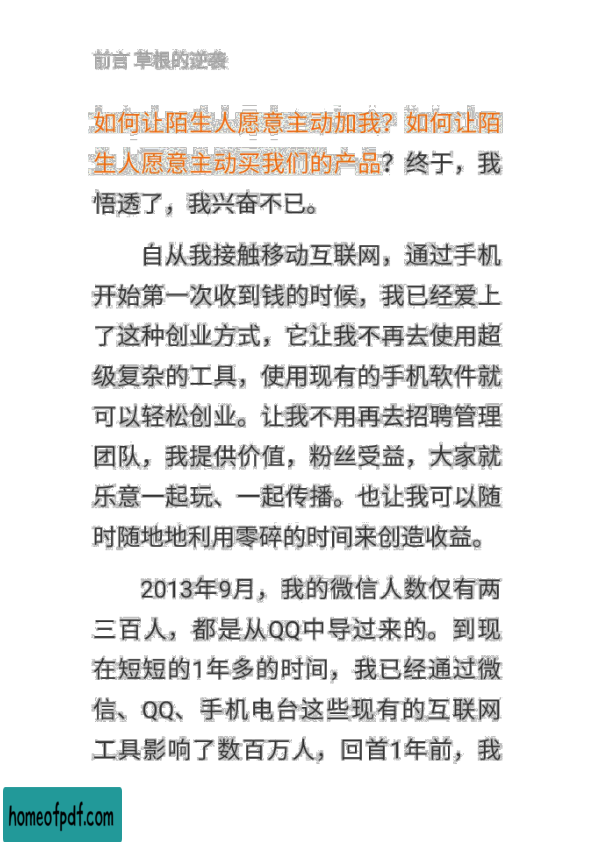 前言 草根的逆袭
如何让陌生人愿意主动加我？如何让陌
生人愿意主动买我们的产品？终于，我
悟透了，我兴奋不已。
自从我接触移动互联网，通过手机
开始第一次收到钱的时候，我已经爱上
了这种创业方式，它让我不再去使用超
级复杂的工具，使用现有的手机软件就
可以轻松创业。让我不用再去招聘管理
团队，我提供价值，粉丝受益，大家就
乐意一起玩、一起传播。也让我可以随
时随地地利用零碎的时间来创造收益。
2013年9月，我的微信人数仅有两
三百人，都是从QQ中导过来的。到现
在短短的1年多的时间，我已经通过微
信、QQ、手机电台这些现有的互联网
工具影响了数百万人，回首1年前，我
homeofpdf.com